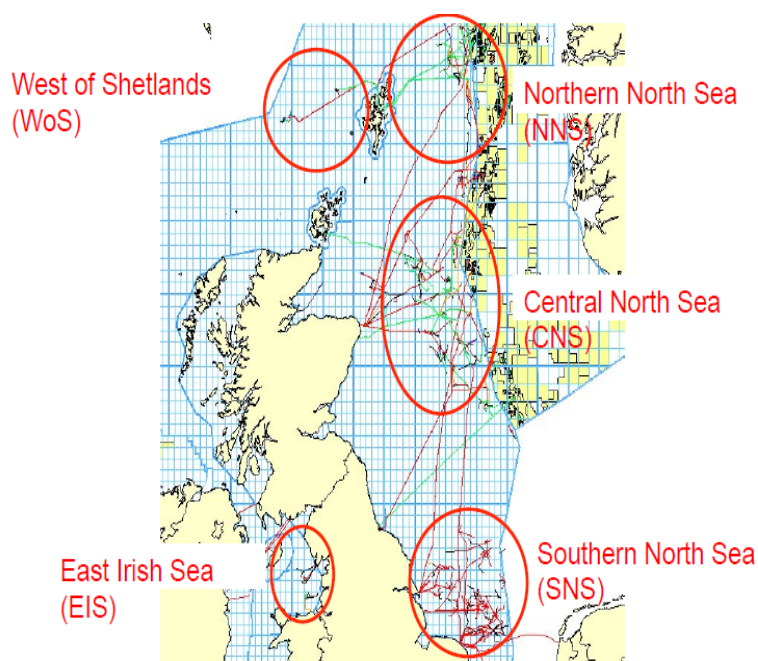 West of Shetlands
(WoS)
Northern North Sea
(NNS)
Central North Sea
(CNS)
East Irish Sea
(EIS)
Southern North Sea
(SNS)